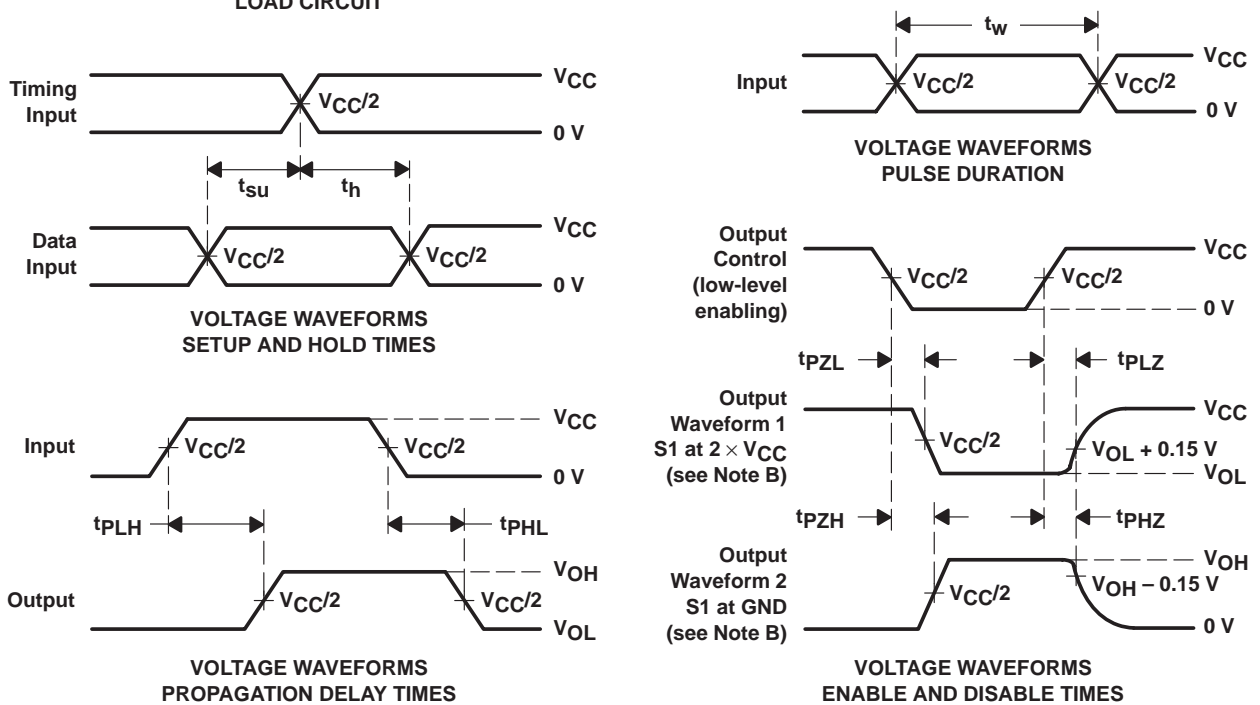 LOAD CIRCUIT
Timing
Input
VCC
VCC/2
0 V
tsu
th
Data
Input
VCC
VCC/2
VCC/2
0 V
VOLTAGE WAVEFORMS
SETUP AND HOLD TIMES
Input
VCC
VCC/2
VCC/2
0 V
tPLH
tPHL
Output
VOH
VCC/2
VCC/2
VOL
VOLTAGE WAVEFORMS
PROPAGATION DELAY TIMES
tw
Input
VCC
VCC/2
VCC/2
0 V
VOLTAGE WAVEFORMS
PULSE DURATION
Output
Control
(low-level
enabling)
VCC
VCC/2
VCC/2
0 V
tPZL
tPLZ
Output
Waveform 1
S1 at 2 × VCC
(see Note B)
VCC
VCC/2
VOL + 0.15 V
VOL
tPZH
tPHZ
Output
Waveform 2
S1 at GND
(see Note B)
VOH
VCC/2
VOH − 0.15 V
0 V
VOLTAGE WAVEFORMS
ENABLE AND DISABLE TIMES